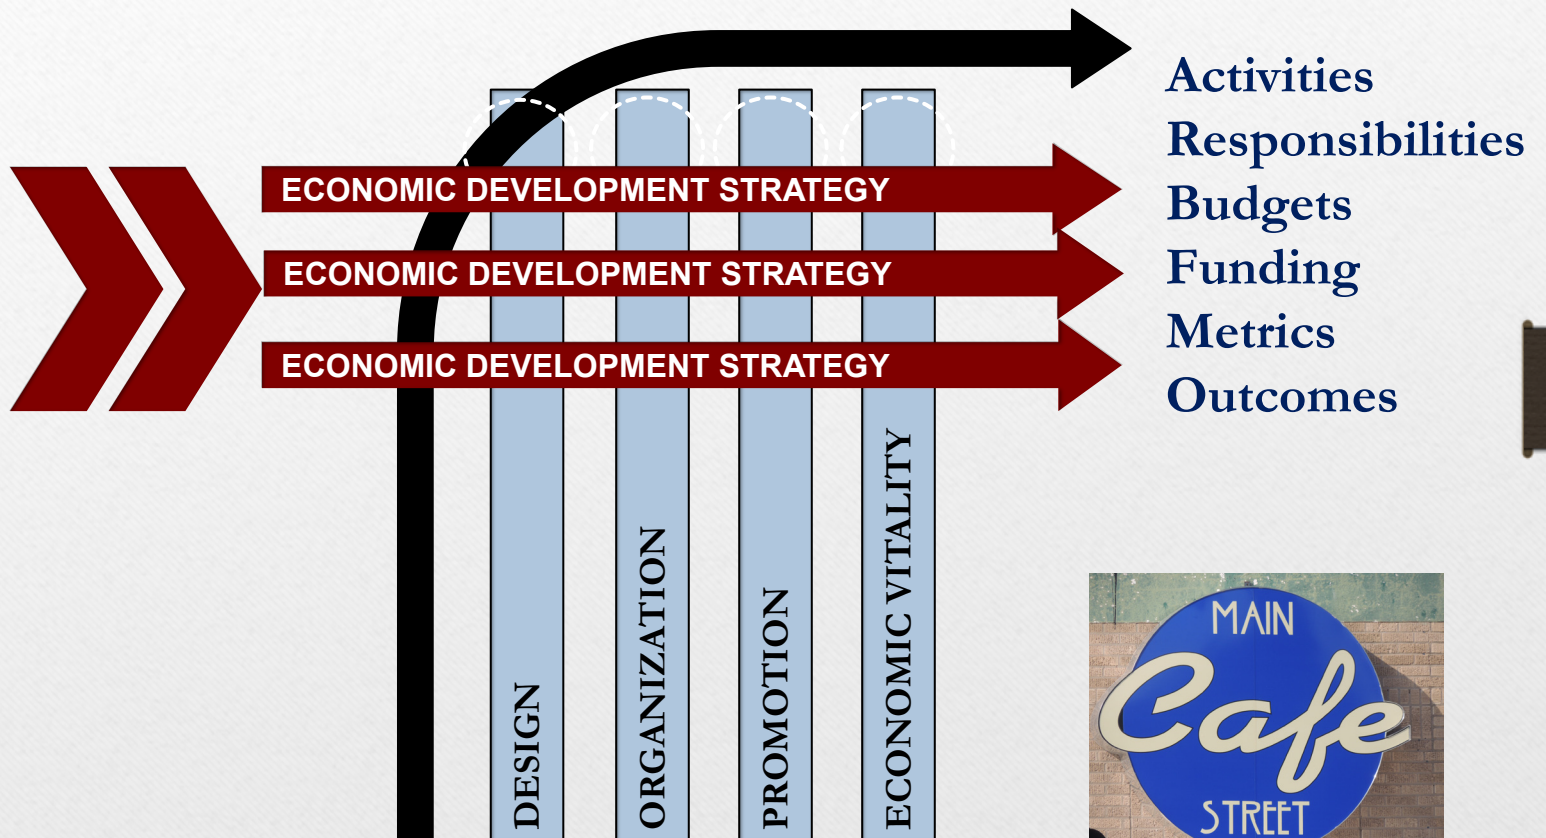 Activities
Responsibilities
Budgets
Funding
Metrics
Outcomes
ECONOMIC DEVELOPMENT STRATEGY
ECONOMIC DEVELOPMENT STRATEGY
ECONOMIC DEVELOPMENT STRATEGY
DESIGN
ORGANIZATION
PROMOTION
ECONOMIC VITALITY
MAIN
Cafe
STREET